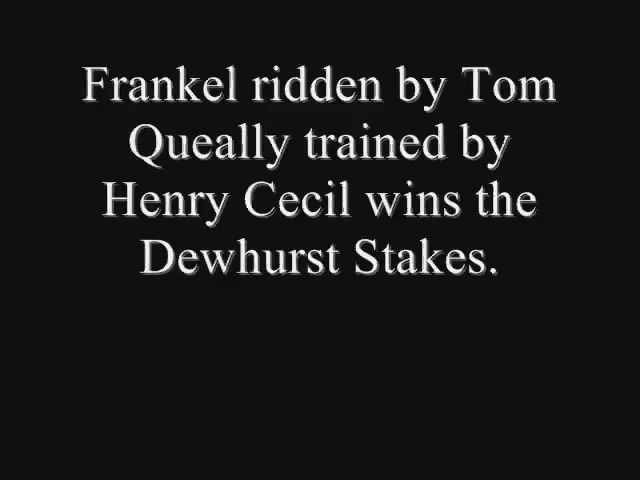 Frankel ridden by Tom
Queally trained by
Henry Cecil wins the
Dewhurst Stakes.